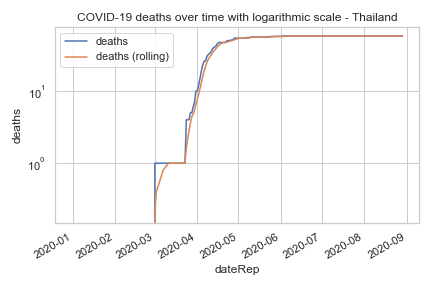 COVID-19 deaths over time with logarithmic scale - Thailand
deaths
deaths (rolling)
10¹
10⁰
deaths
2020-01
2020-02
2020-03
2020-04
2020-05
2020-06
2020-07
2020-08
2020-09
dateRep